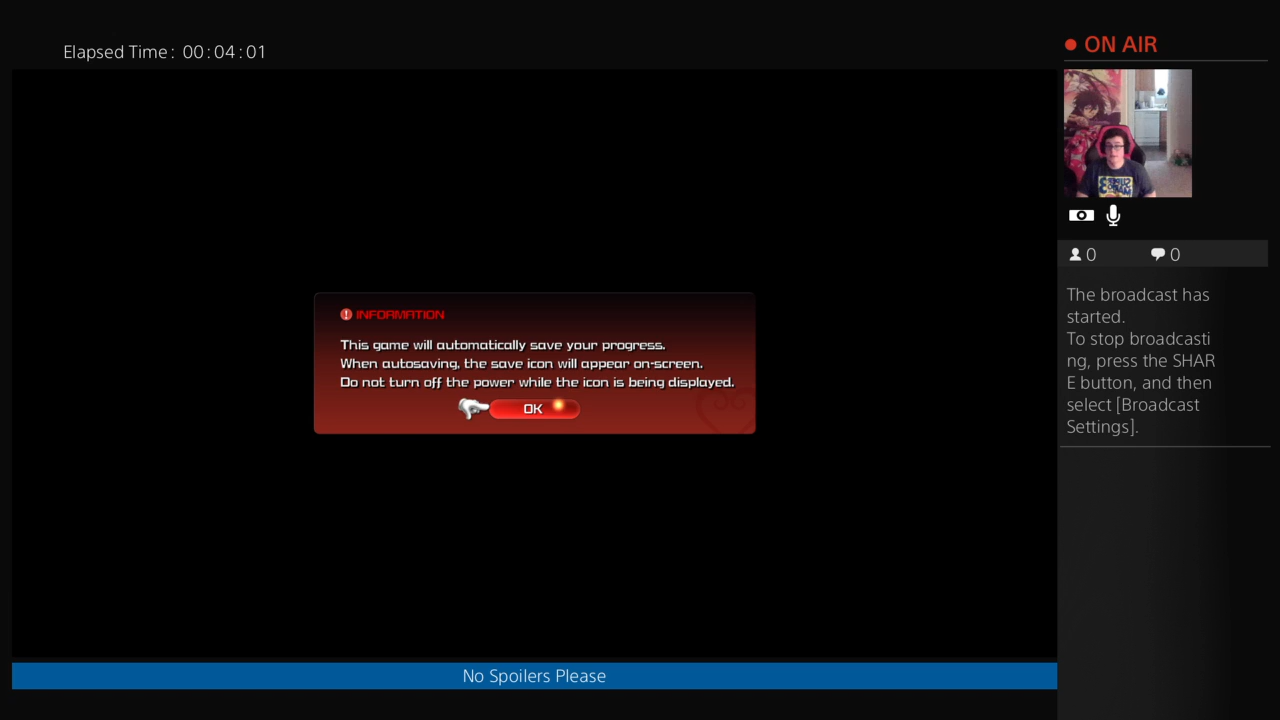 Elapsed Time: 00:04:01
ON AIR
0 0
The broadcast has
started.
To stop broadcasti
ng, press the SHAR
E button, and then
select [Broadcast
Settings].
INFORMATION
This game will automatically save your progress.
When autosaving, the save icon will appear on-screen.
Do not turn off the power while the icon is being displayed.
OK
No Spoilers Please